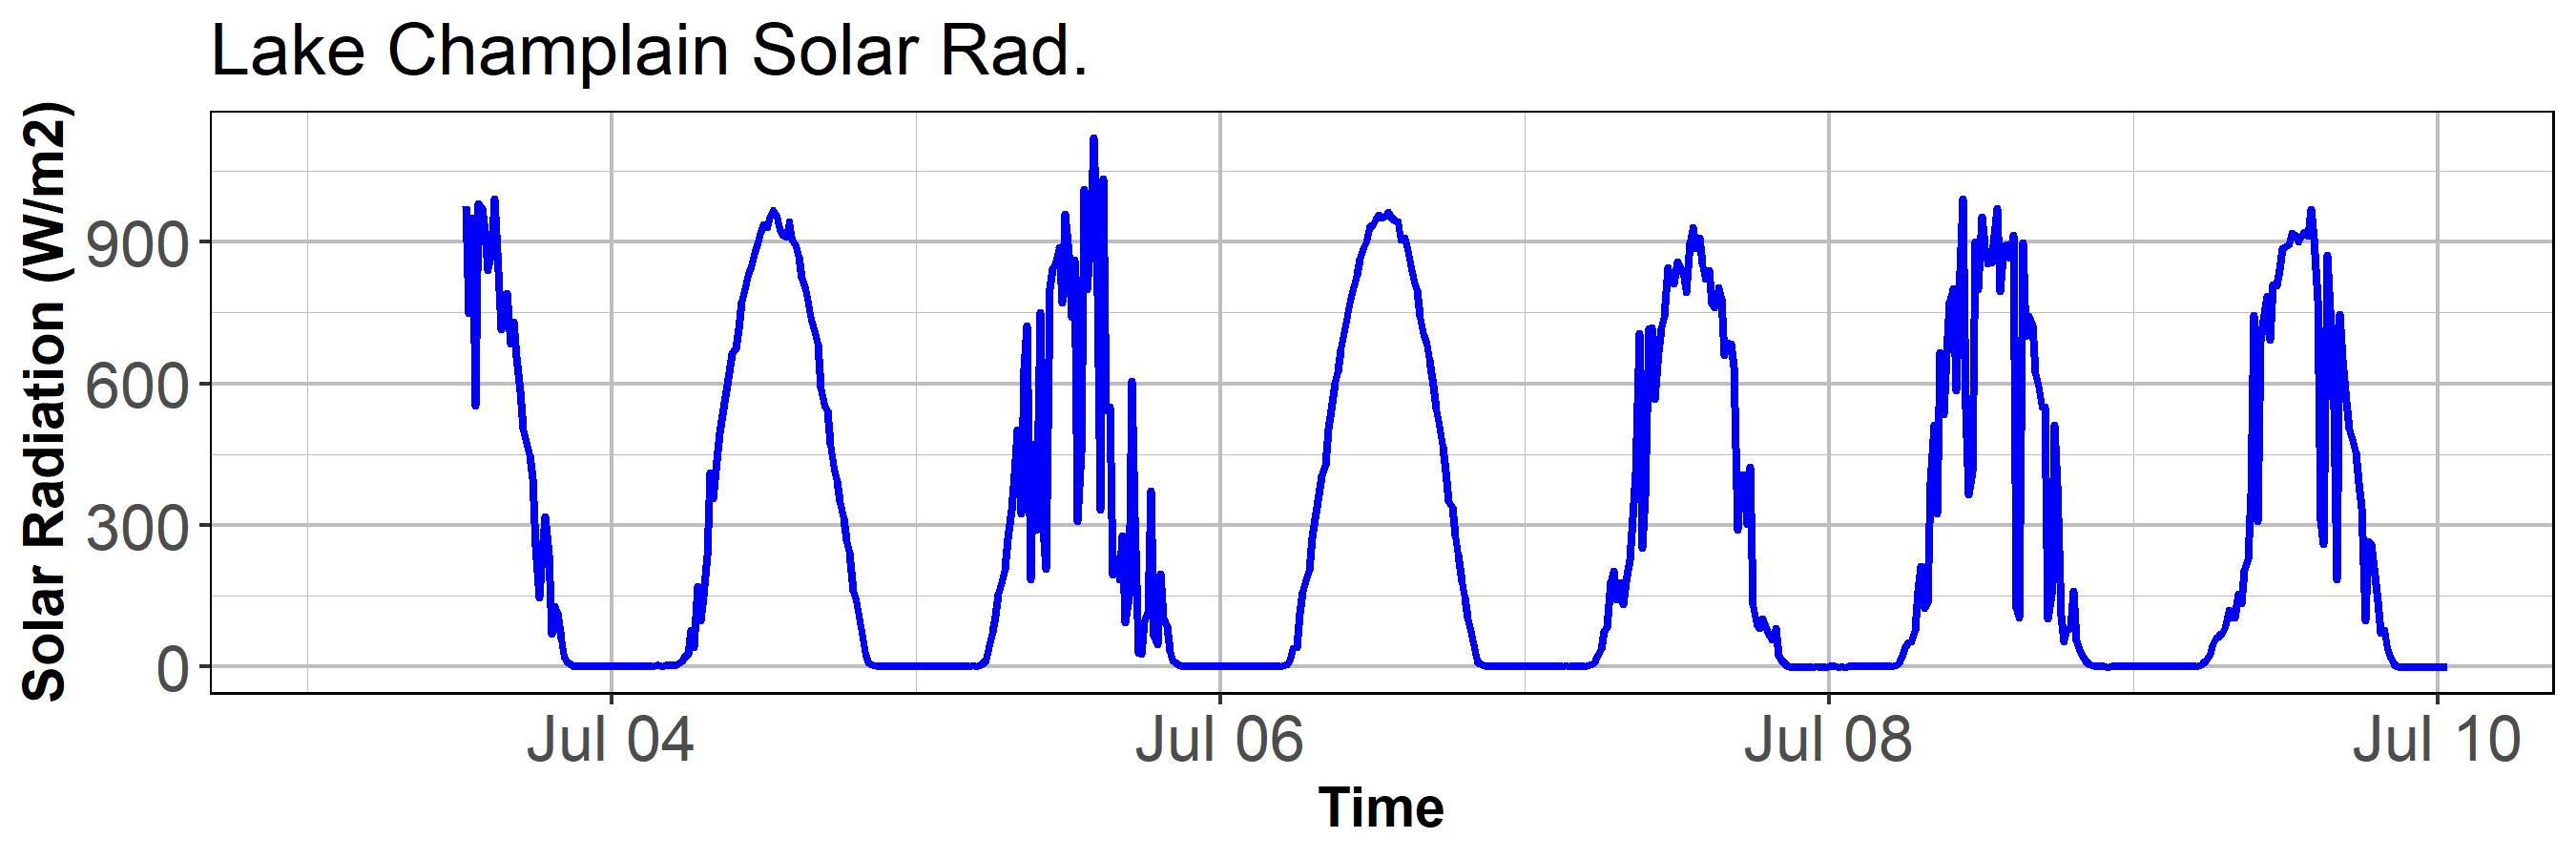 Lake Champlain Solar Rad.
Solar Radiation (W/m2)
900
600
300
0
Jul 04 Jul 06 Jul 08 Jul 10
Time